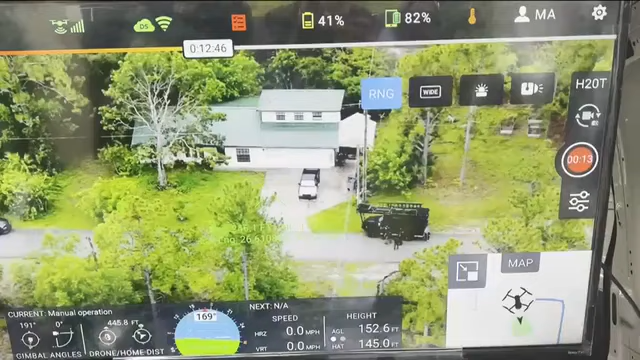 D5
41%
82%
MA
0:12:46
RNG
WIDE
H20T
00:13
MAP
CURRENT: Manual operation
NEXT: N/A
191° 0° 445.8 FT
GIMBAL ANGLES DRONE/HOME DIST
169°
SPEED
HRZ 0.0 MPH
VRT 0.0 MPH
HEIGHT
AGL 152.6 FT
HAT 145.0 FT